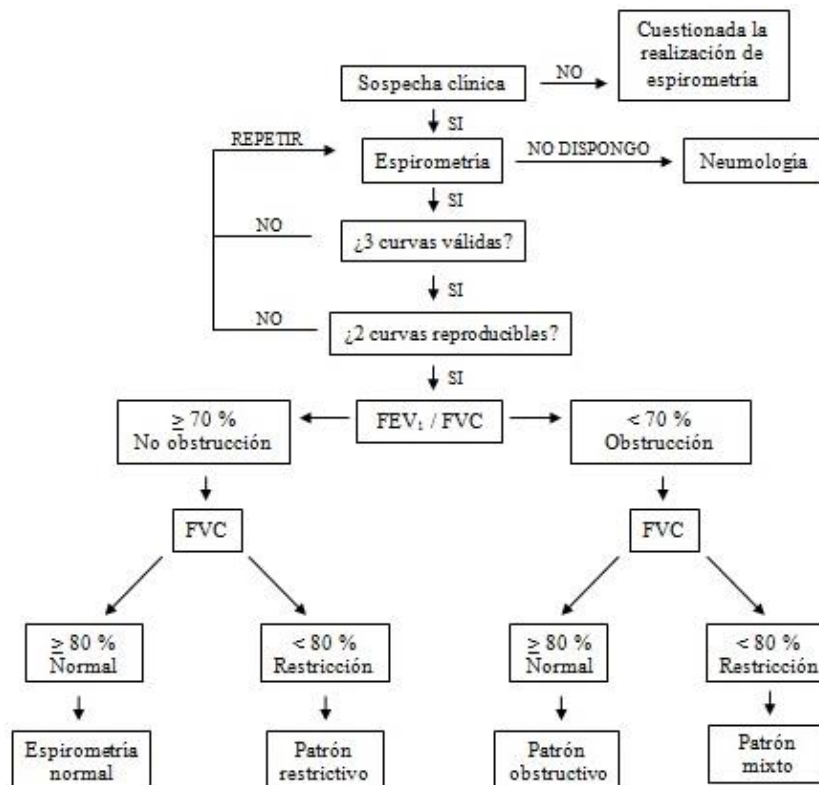 Cuestionada la
realización de
espirometría
Sospecha clínica
NO
SI
REPETIR
Espirometría
NO DISPONGO
Neumología
SI
NO
¿3 curvas válidas?
SI
NO
¿2 curvas reproducibles?
SI
≥ 70 %
No obstrucción
FEV₁ / FVC
< 70 %
Obstrucción
FVC
FVC
≥ 80 %
Normal
< 80 %
Restricción
≥ 80 %
Normal
< 80 %
Restricción
Espirometría
normal
Patrón
restrictivo
Patrón
obstructivo
Patrón
mixto